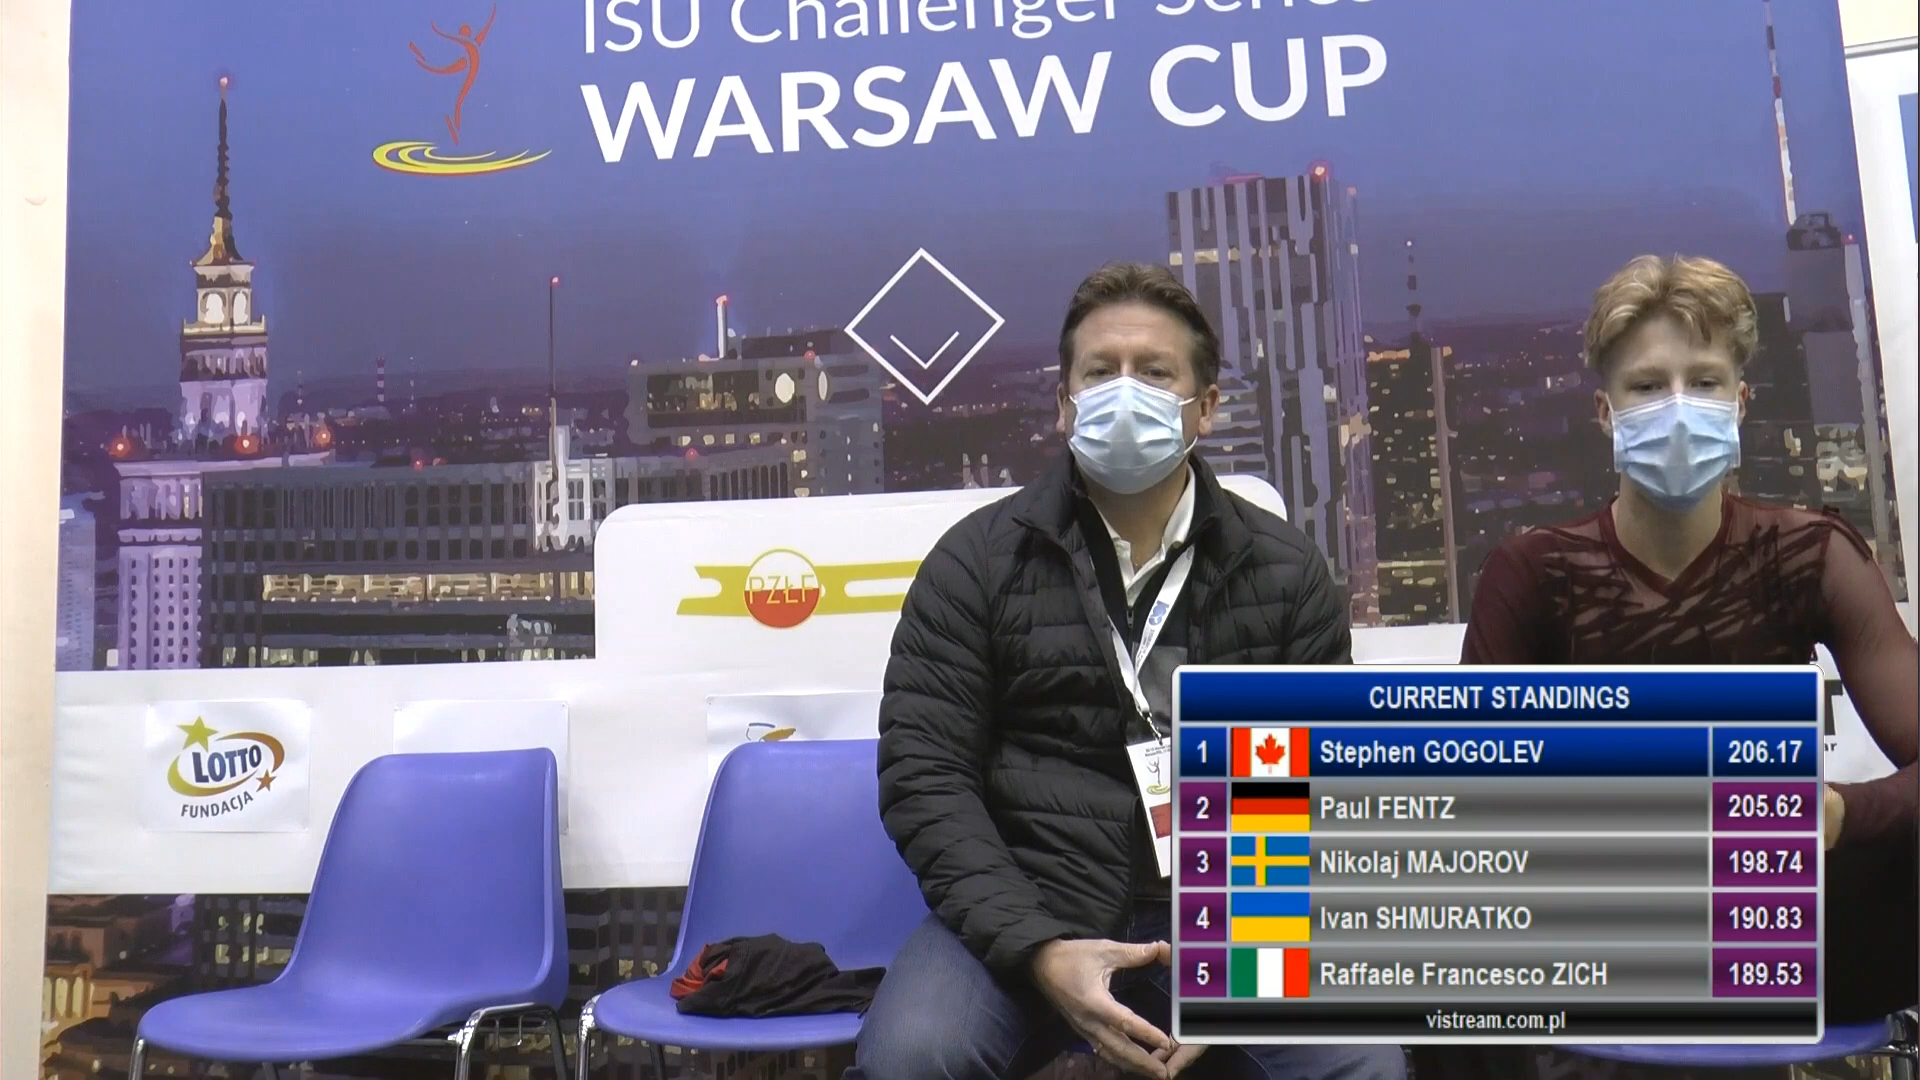 ISU Challenger Series
WARSAW CUP
PZŁF
LOTTO
FUNDACJA
CURRENT STANDINGS
1 Stephen GOGOLEV 206.17
2 Paul FENTZ 205.62
3 Nikolaj MAJOROV 198.74
4 Ivan SHMURATKO 190.83
5 Raffaele Francesco ZICH 189.53
vistream.com.pl